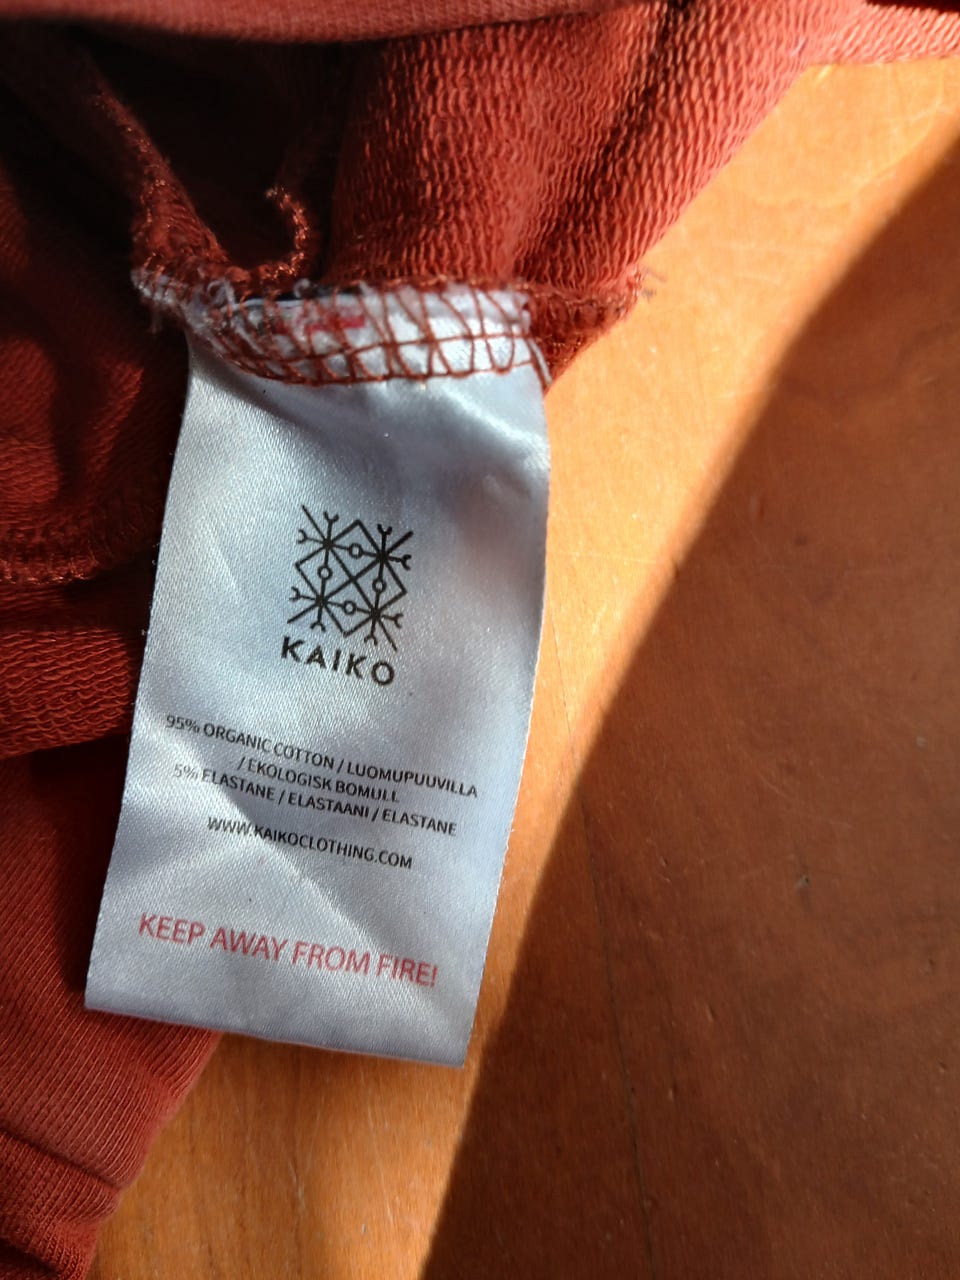 KAIKO
95% ORGANIC COTTON / LUOMUPUUVILLA
/ EKOLOGISK BOMULL
5% ELASTANE / ELASTAANI / ELASTANE
WWW.KAIKOCLOTHING.COM
KEEP AWAY FROM FIRE!